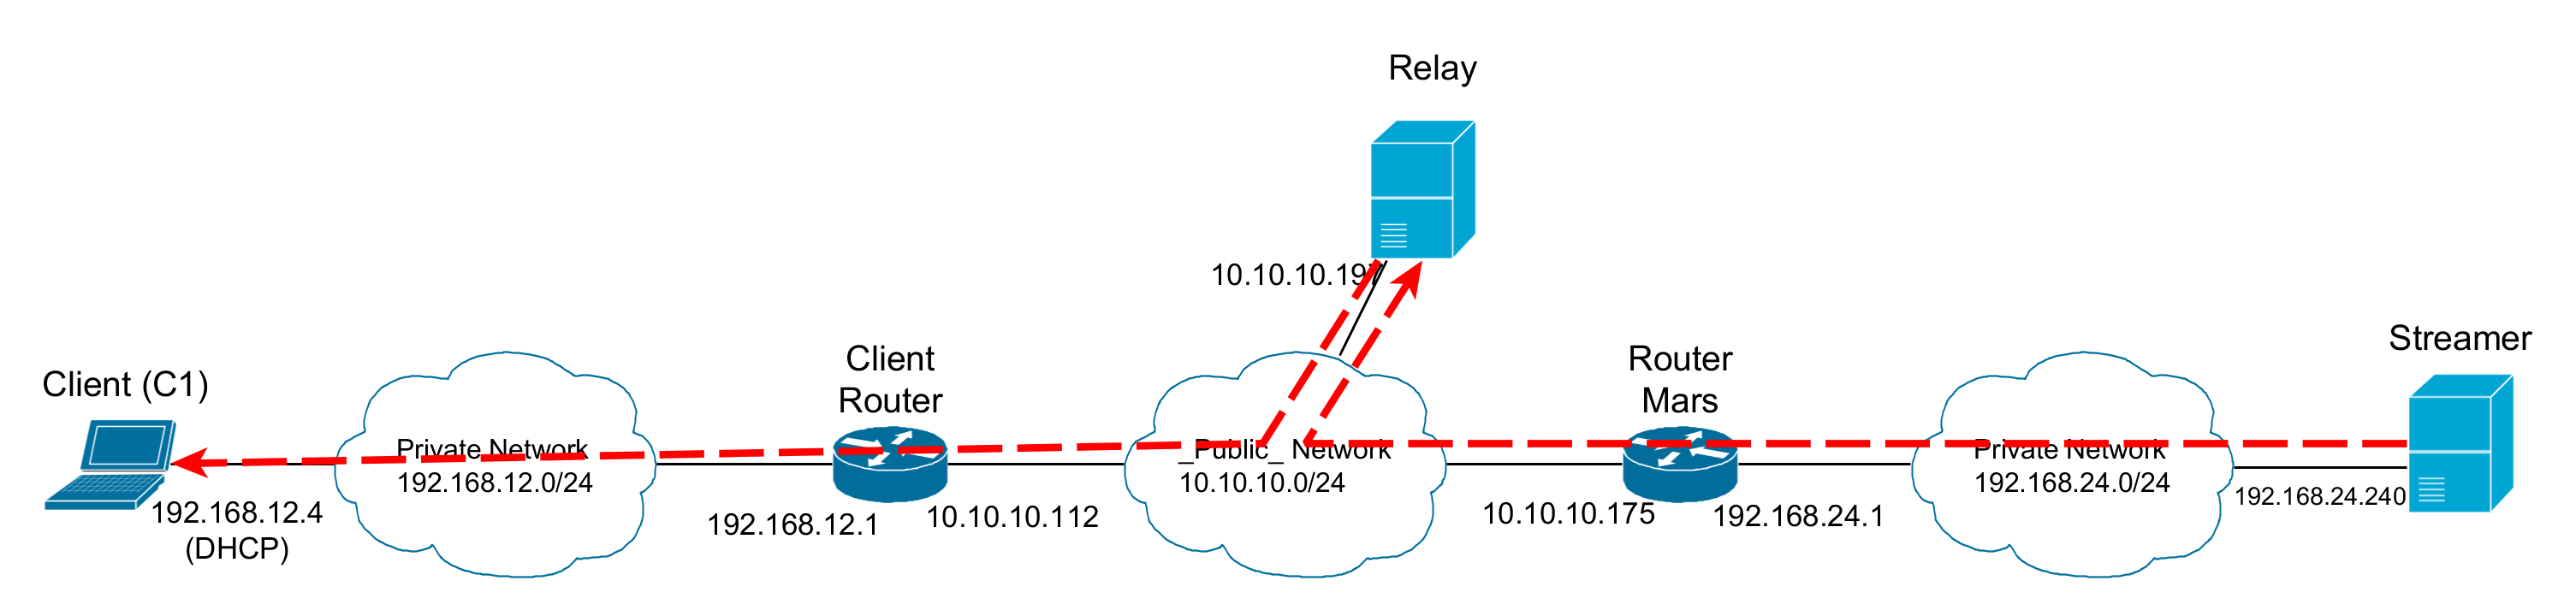 Relay
10.10.10.197
Streamer
Client
Router
Router
Mars
Client (C1)
Private Network
192.168.12.0/24
_Public_ Network
10.10.10.0/24
Private Network
192.168.24.0/24
192.168.24.240
192.168.12.4
(DHCP)
192.168.12.1
10.10.10.112
10.10.10.175
192.168.24.1